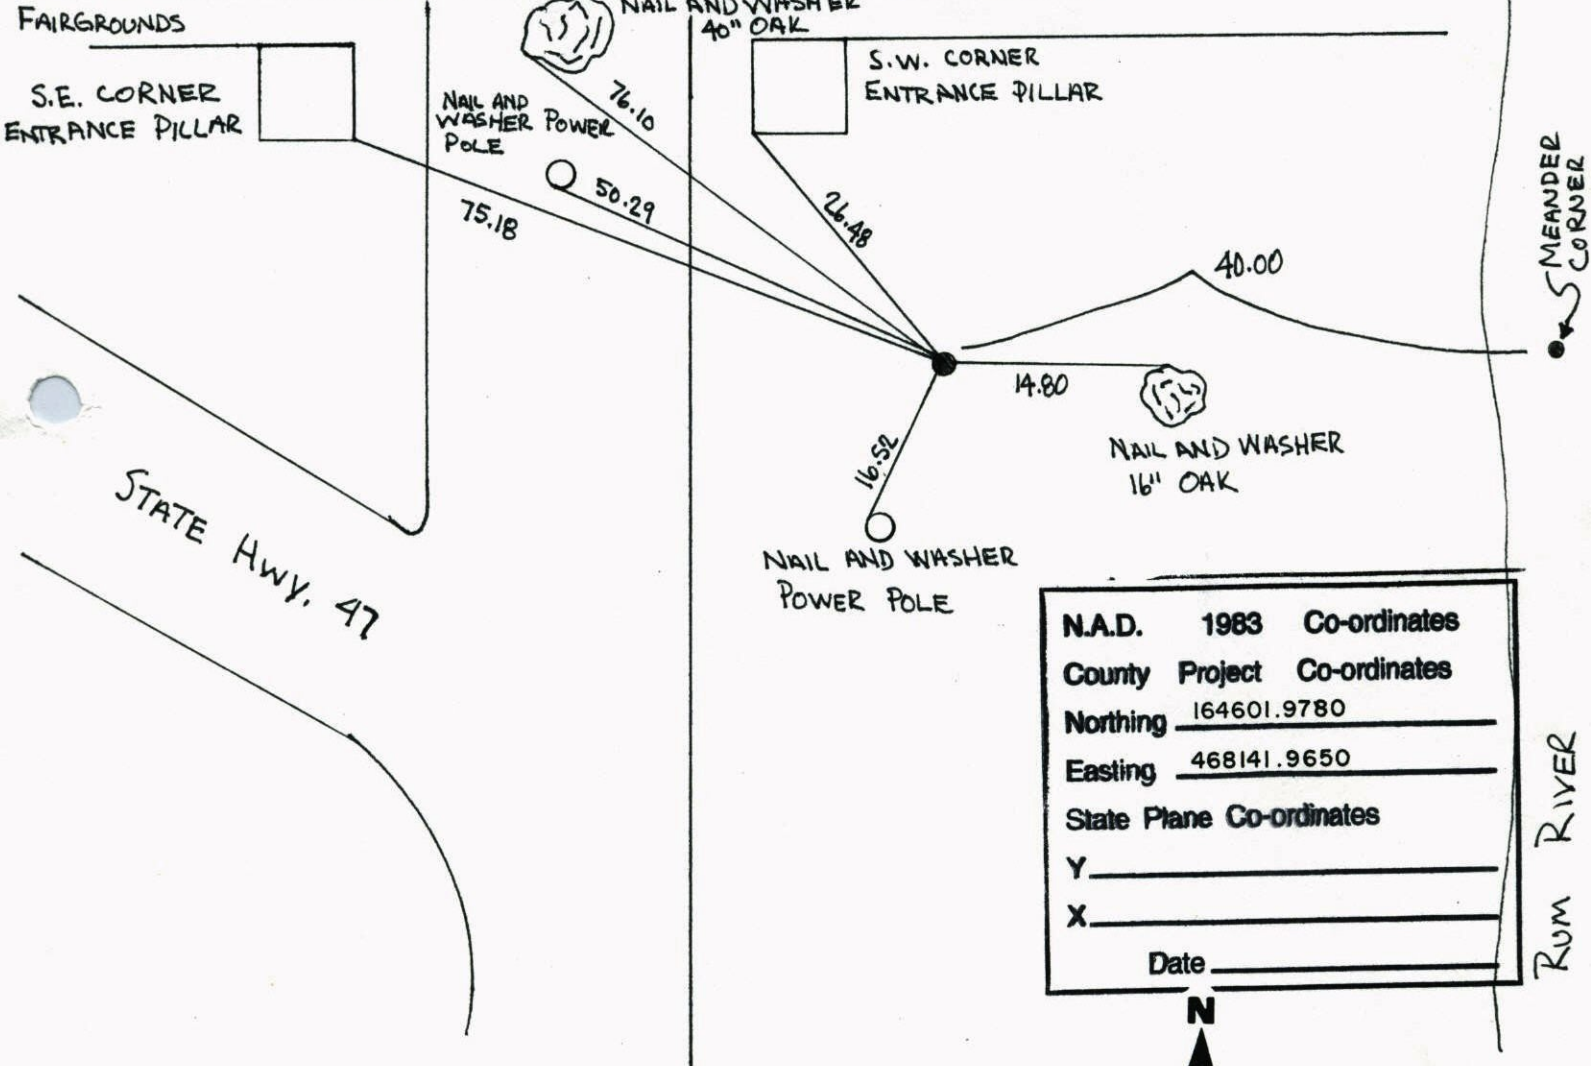 FAIRGROUNDS
NAIL AND WASHER
40" OAK
S.E. CORNER
ENTRANCE PILLAR
NAIL AND
WASHER POWER
POLE
76.10
S.W. CORNER
ENTRANCE PILLAR
50.29
75.18
26.48
40.00
MEANDER
CORNER
14.80
16.52
NAIL AND WASHER
16" OAK
NAIL AND WASHER
POWER POLE
STATE HWY. 47
N.A.D. 1983 Co-ordinates
County Project Co-ordinates
Northing 164601.9780
Easting 468141.9650
State Plane Co-ordinates
Y
X
Date
RUM RIVER
N